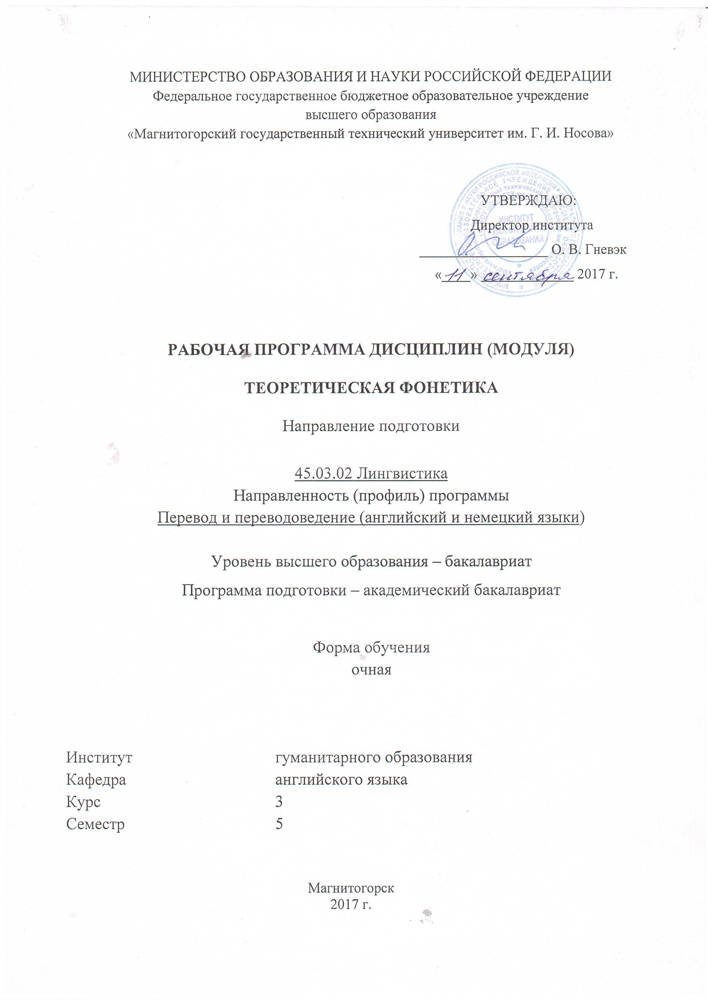 МИНИСТЕРСТВО ОБРАЗОВАНИЯ И НАУКИ РОССИЙСКОЙ ФЕДЕРАЦИИ
Федеральное государственное бюджетное образовательное учреждение
высшего образования
«Магнитогорский государственный технический университет им. Г. И. Носова»
УТВЕРЖДАЮ:
Директор института
О. В. Гневэк
«11» сентября 2017 г.
ИНСТИТУТ
ОБРАЗОВАНИЯ
РАБОЧАЯ ПРОГРАММА ДИСЦИПЛИН (МОДУЛЯ)
ТЕОРЕТИЧЕСКАЯ ФОНЕТИКА
Направление подготовки
45.03.02 Лингвистика
Направленность (профиль) программы
Перевод и переводоведение (английский и немецкий языки)
Уровень высшего образования – бакалавриат
Программа подготовки – академический бакалавриат
Форма обучения
очная
Институт гуманитарного образования
Кафедра английского языка
Курс 3
Семестр 5
Магнитогорск
2017 г.